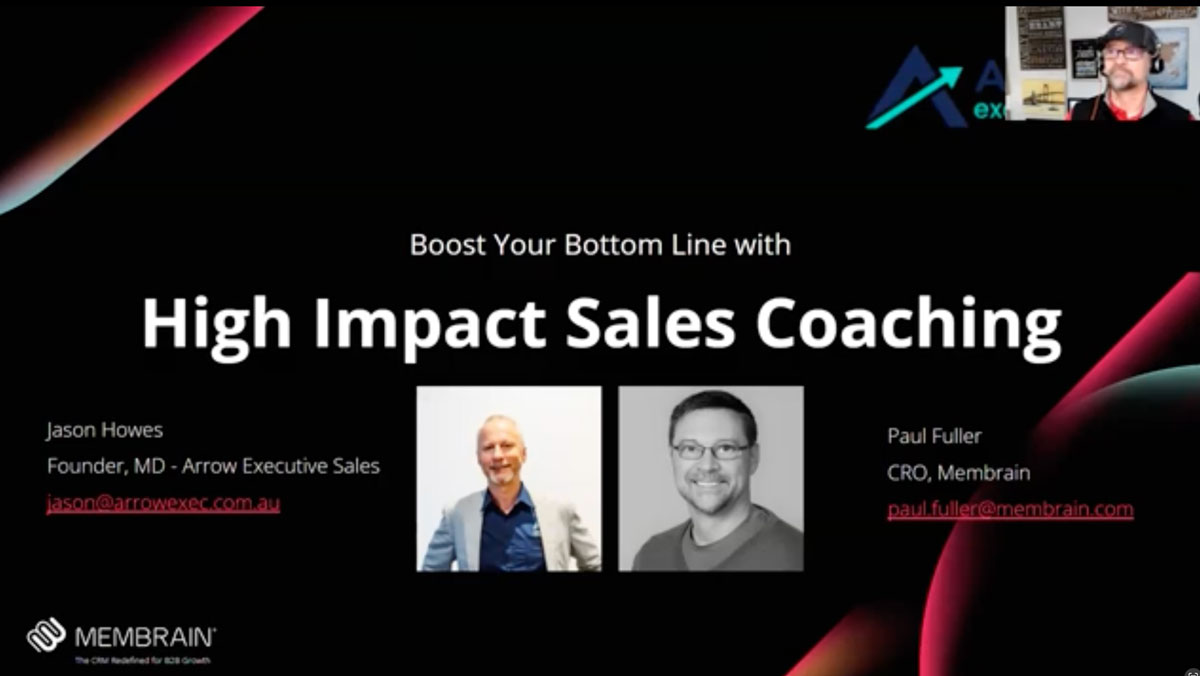 Boost Your Bottom Line with
High Impact Sales Coaching
Jason Howes
Founder, MD - Arrow Executive Sales
jason@arrowexec.com.au
Paul Fuller
CRO, Membrain
paul.fuller@membrain.com
MEMBRAIN
The CRM Redefined for B2B Growth